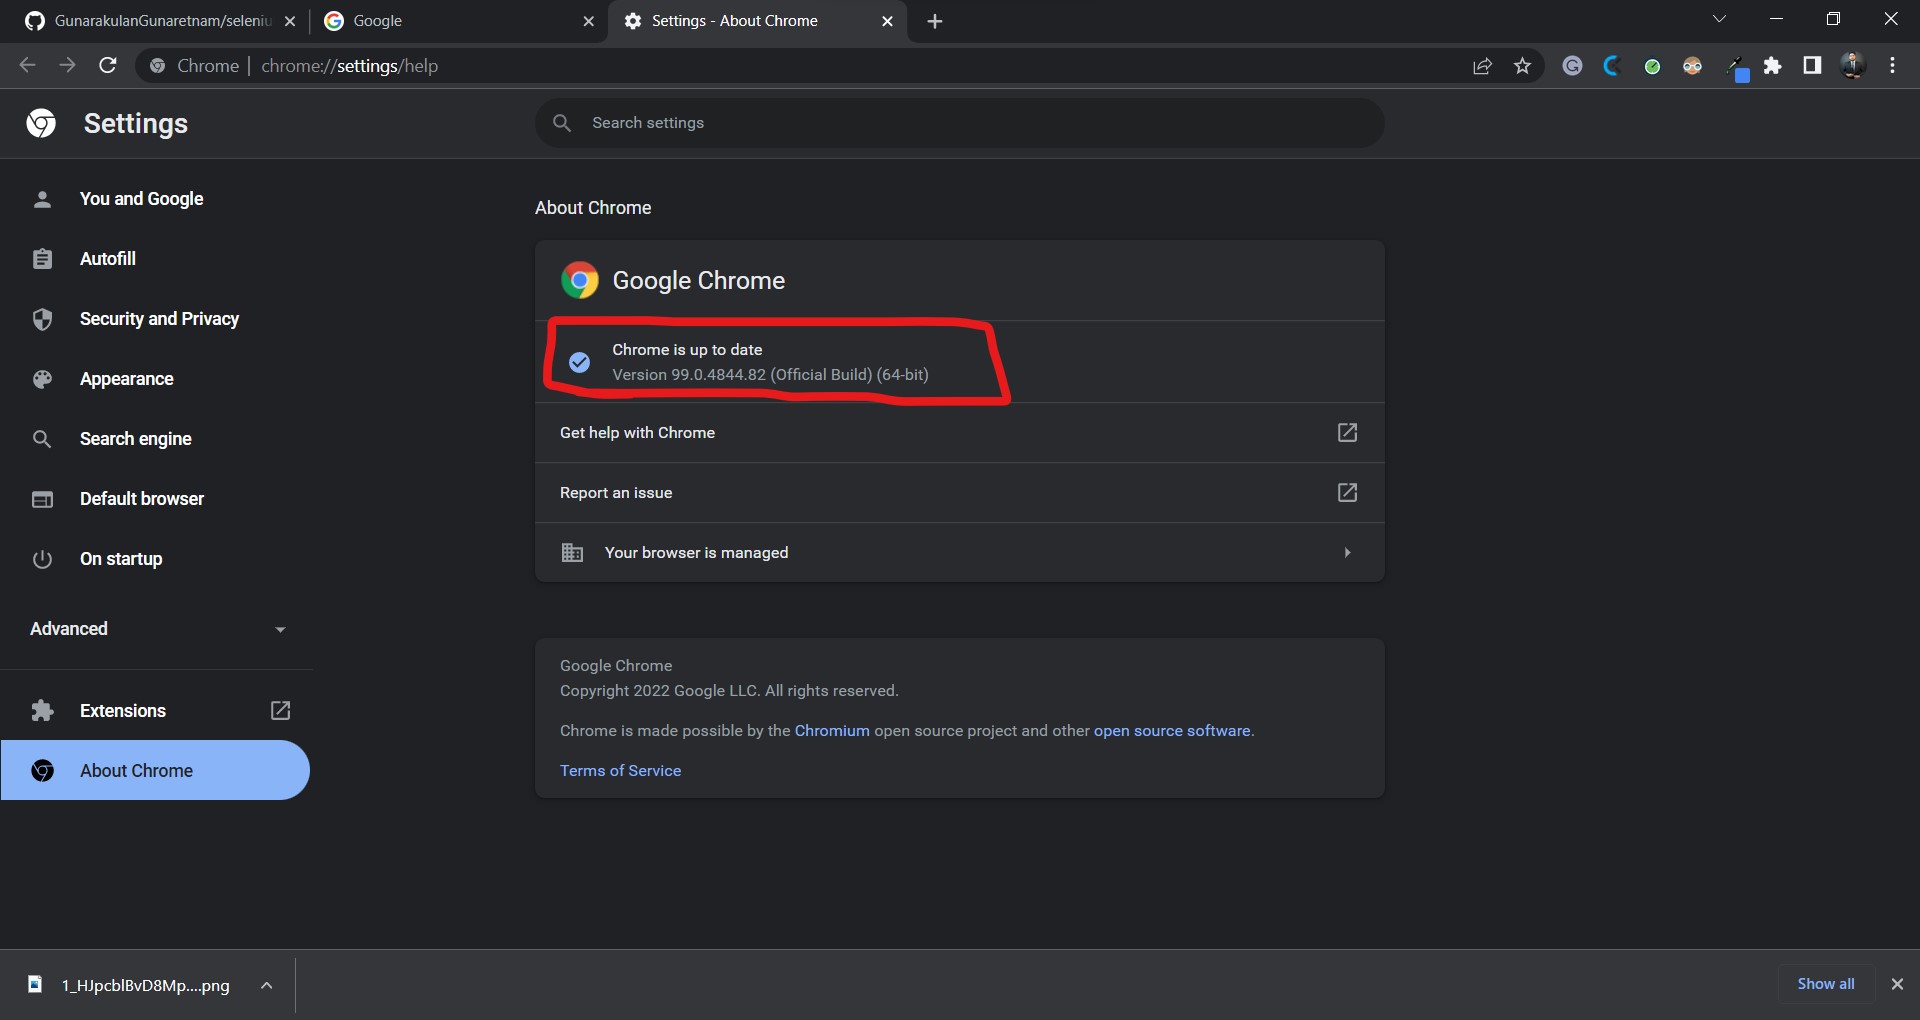 GunarakulanGunaretnam/seleniu
Google
Settings - About Chrome
Chrome | chrome://settings/help
Settings
Search settings
You and Google
Autofill
Security and Privacy
Appearance
Search engine
Default browser
On startup
Advanced
Extensions
About Chrome
About Chrome
Google Chrome
Chrome is up to date
Version 99.0.4844.82 (Official Build) (64-bit)
Get help with Chrome
Report an issue
Your browser is managed
Google Chrome
Copyright 2022 Google LLC. All rights reserved.
Chrome is made possible by the Chromium open source project and other open source software.
Terms of Service
1_HJpcblBvD8Mp....png
Show all